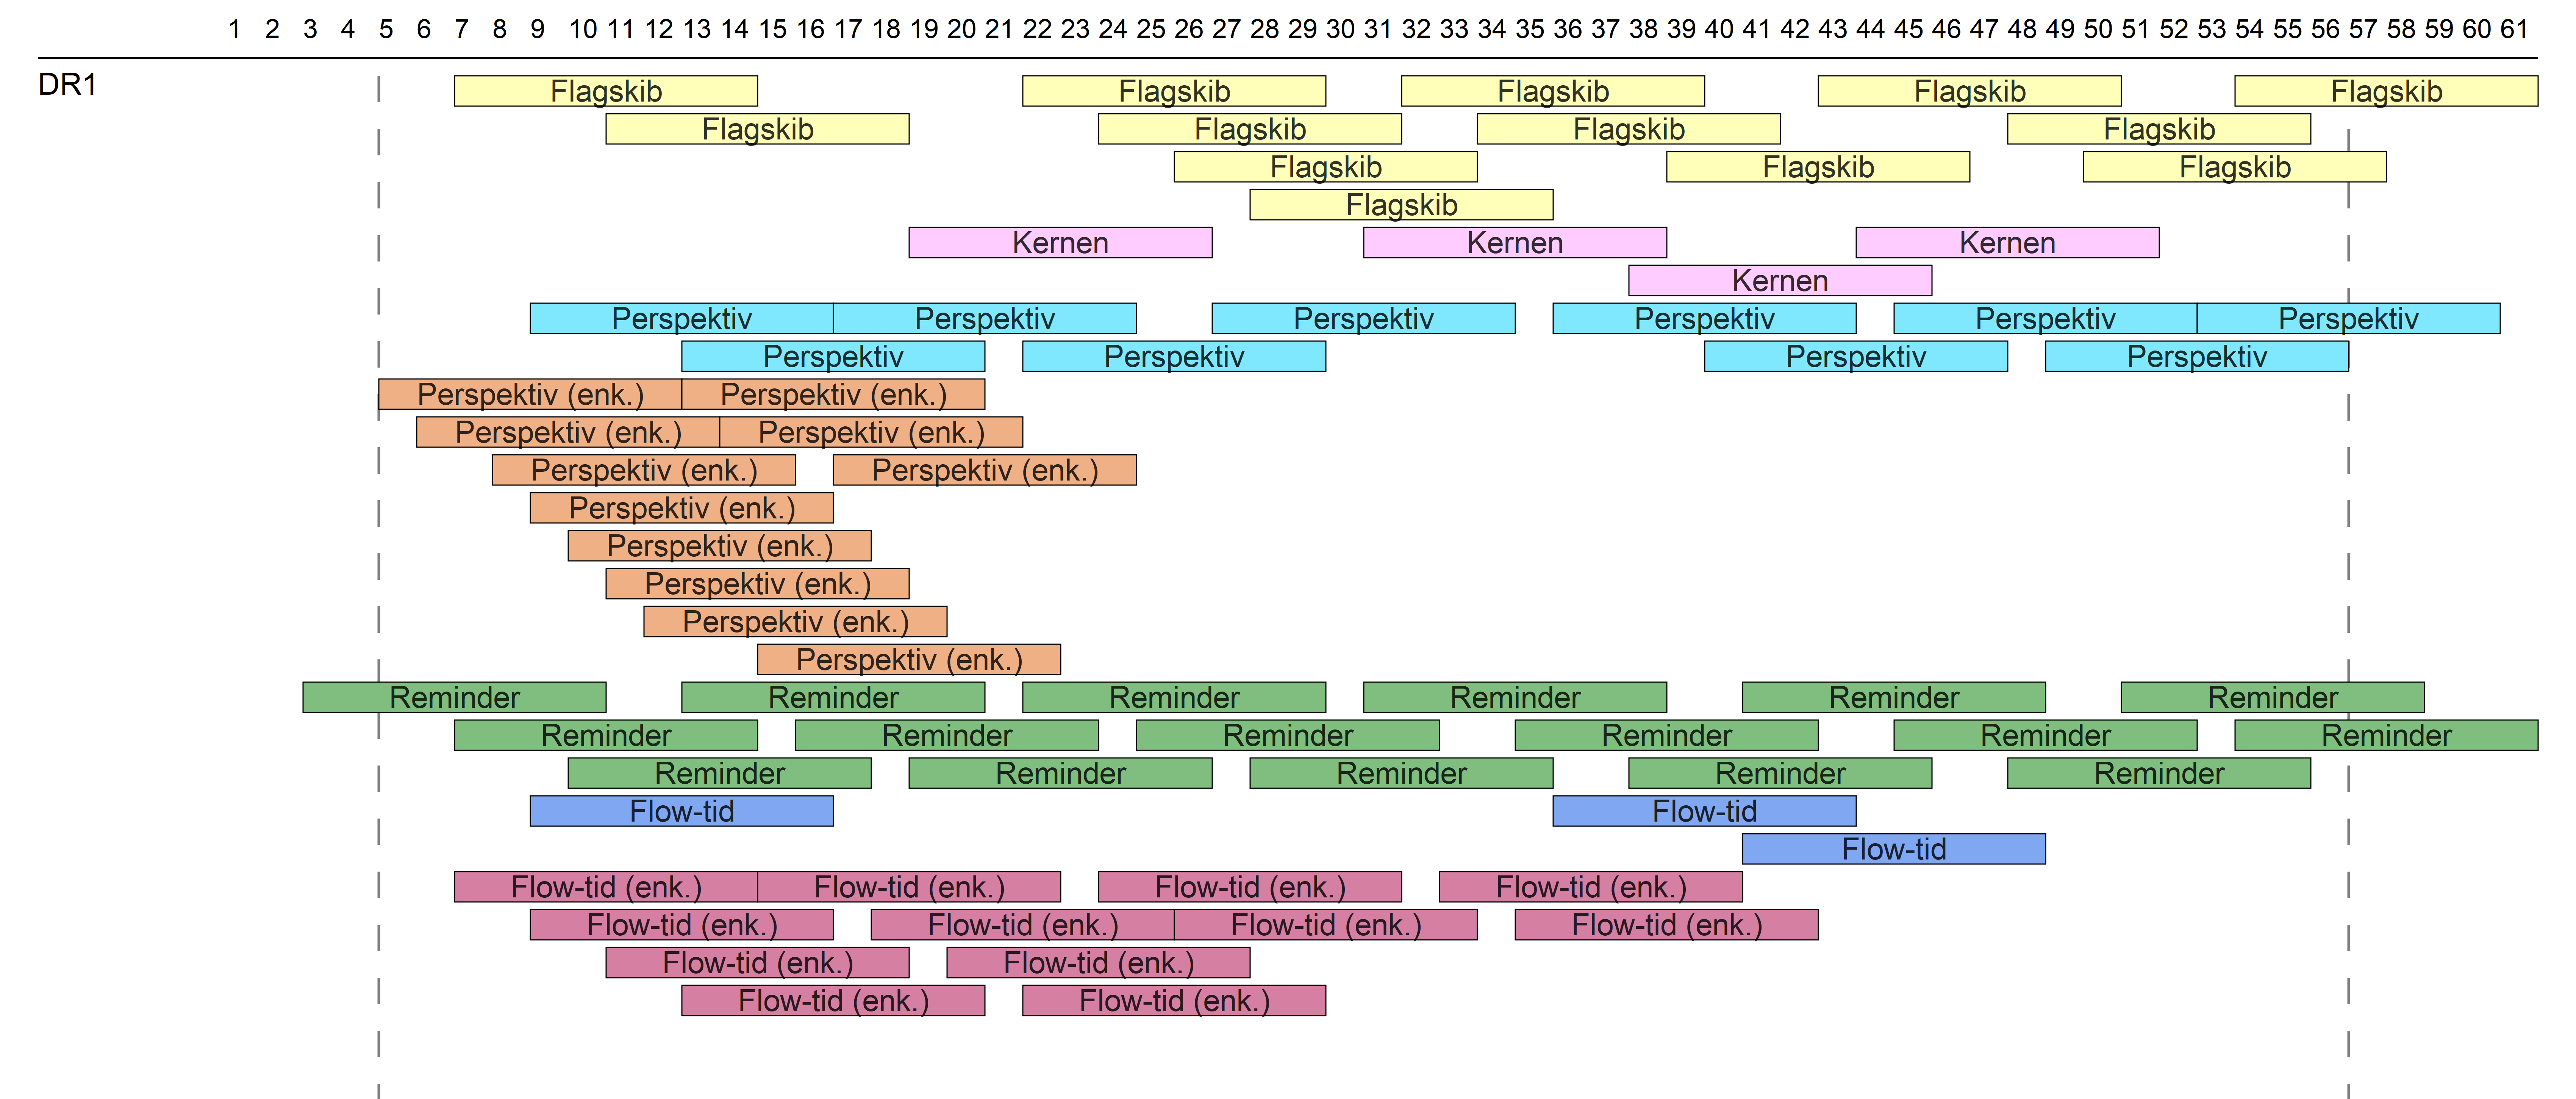 1 2 3 4 5 6 7 8 9 10 11 12 13 14 15 16 17 18 19 20 21 22 23 24 25 26 27 28 29 30 31 32 33 34 35 36 37 38 39 40 41 42 43 44 45 46 47 48 49 50 51 52 53 54 55 56 57 58 59 60 61
DR1 Flagskib Flagskib Flagskib Flagskib Flagskib
Flagskib Flagskib Flagskib Flagskib
Flagskib Flagskib Flagskib
Flagskib
Kernen Kernen Kernen
Kernen
Perspektiv Perspektiv Perspektiv Perspektiv Perspektiv Perspektiv
Perspektiv Perspektiv Perspektiv Perspektiv
Perspektiv (enk.) Perspektiv (enk.)
Perspektiv (enk.) Perspektiv (enk.)
Perspektiv (enk.) Perspektiv (enk.)
Perspektiv (enk.)
Perspektiv (enk.)
Perspektiv (enk.)
Perspektiv (enk.)
Perspektiv (enk.)
Reminder Reminder Reminder Reminder Reminder Reminder
Reminder Reminder Reminder Reminder Reminder Reminder
Reminder Reminder Reminder Reminder Reminder
Flow-tid Flow-tid
Flow-tid
Flow-tid (enk.) Flow-tid (enk.) Flow-tid (enk.) Flow-tid (enk.)
Flow-tid (enk.) Flow-tid (enk.) Flow-tid (enk.) Flow-tid (enk.)
Flow-tid (enk.) Flow-tid (enk.)
Flow-tid (enk.) Flow-tid (enk.)